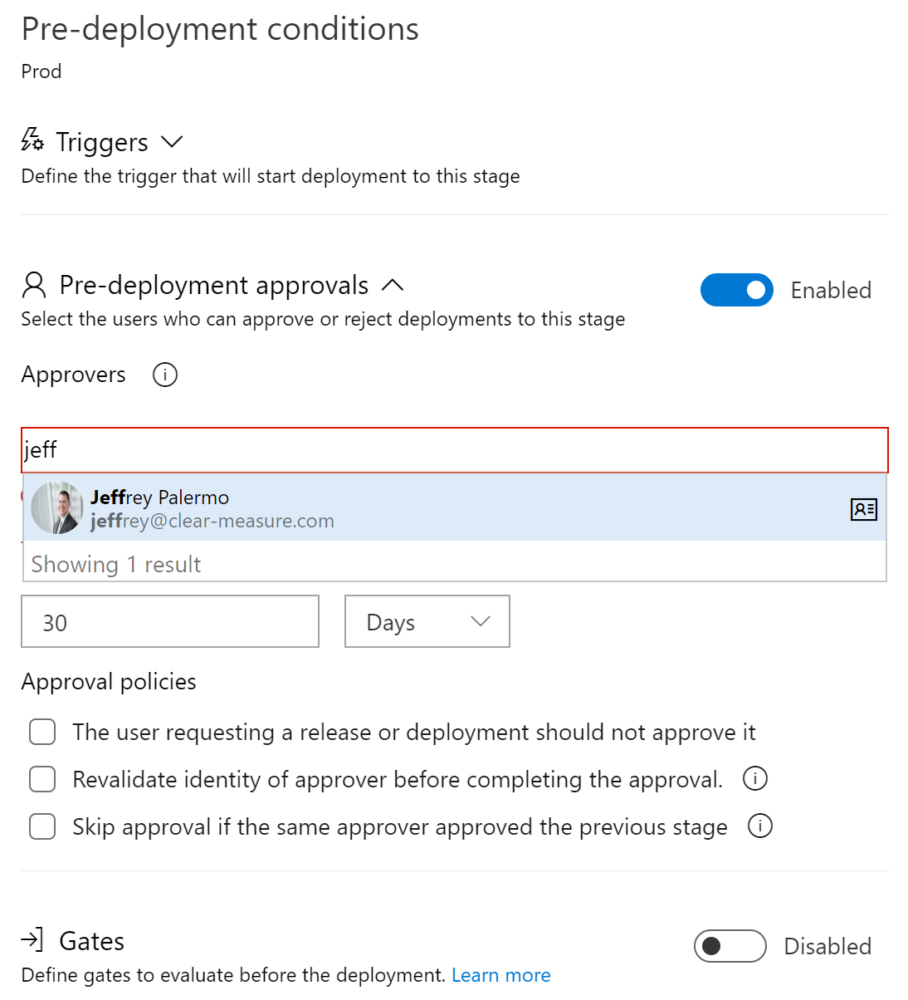 Pre-deployment conditions
Prod
Triggers
Define the trigger that will start deployment to this stage
Pre-deployment approvals
Enabled
Select the users who can approve or reject deployments to this stage
Approvers
jeff
Jeffrey Palermo
jeffrey@clear-measure.com
Showing 1 result
30
Days
Approval policies
The user requesting a release or deployment should not approve it
Revalidate identity of approver before completing the approval.
Skip approval if the same approver approved the previous stage
Gates
Disabled
Define gates to evaluate before the deployment. Learn more